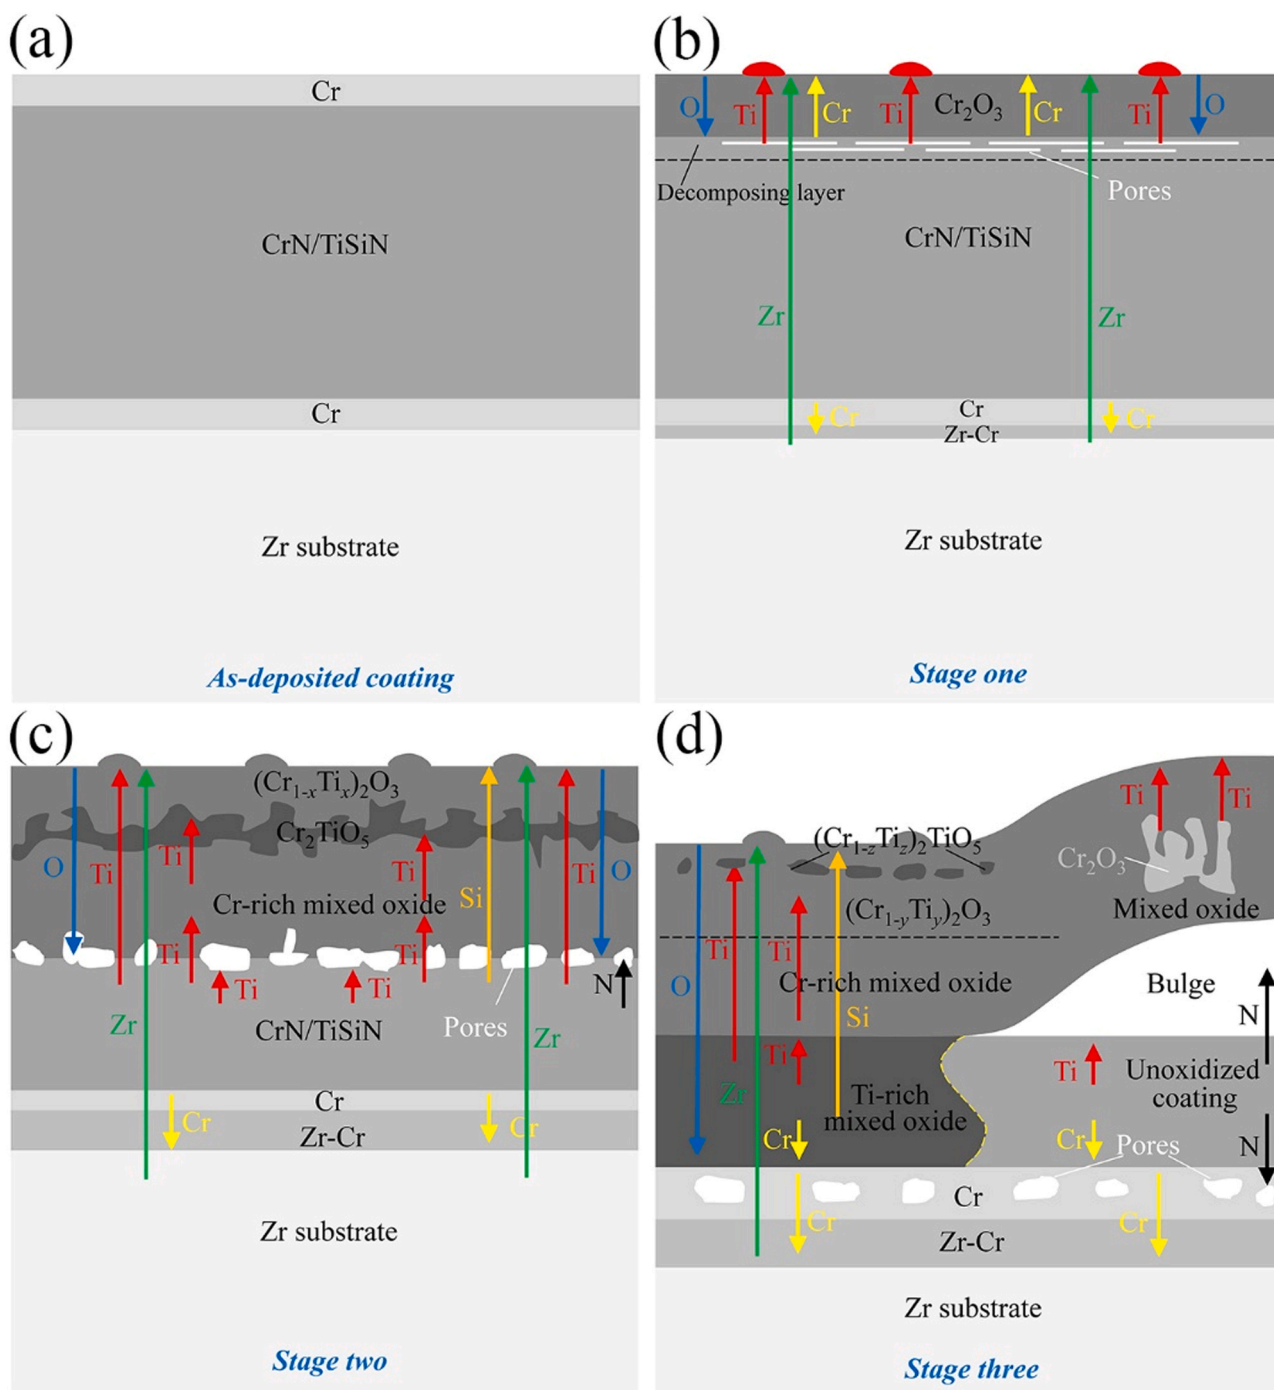 (a)
Cr
CrN/TiSiN
Cr
Zr substrate
As-deposited coating
(b)
O Ti Cr Ti Cr₂O₃ Cr Ti O
Decomposing layer
Pores
CrN/TiSiN
Zr Zr
Cr Cr Cr
Zr-Cr
Zr substrate
Stage one
(c)
(Cr₁₋ₓTiₓ)₂O₃
Cr₂TiO₅
O Ti Ti Ti Si Ti O
Cr-rich mixed oxide
Ti Ti
Ti Ti N
Zr CrN/TiSiN Pores Zr
Cr
Cr Cr
Zr-Cr
Zr substrate
Stage two
(d)
Ti Ti
(Cr₁₋zTiz)₂TiO₅
Cr₂O₃
(Cr₁₋yTiy)₂O₃
Mixed oxide
Ti Ti
O Cr-rich mixed oxide
Bulge
Si N
Ti Ti
Unoxidized
coating
Zr Ti-rich
mixed oxide
Cr Cr Pores N
Cr
Cr Cr
Zr-Cr
Zr substrate
Stage three